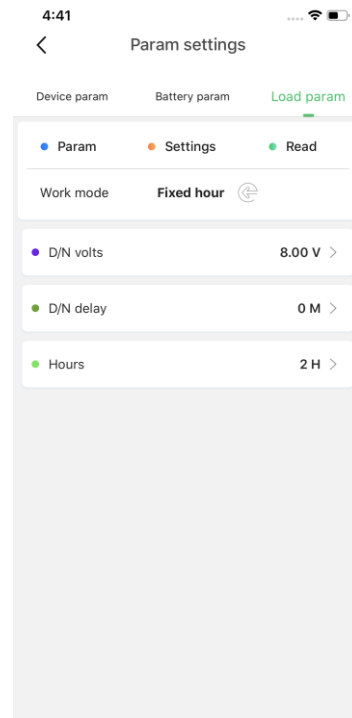 4:41
Param settings
Device param Battery param Load param
Param Settings Read
Work mode Fixed hour
D/N volts 8.00 V
D/N delay 0 M
Hours 2 H